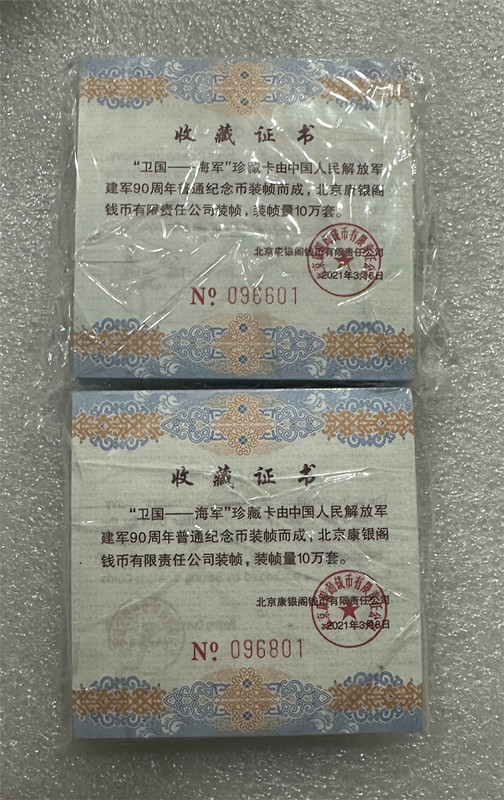 收藏证书
“卫国——海军”珍藏卡由中国人民解放军
建军90周年普通纪念币装帧而成，北京康银阁
钱币有限责任公司装帧，装帧量10万套。
北京康银阁钱币有限责任公司
2021年3月8日
№ 096601
收藏证书
“卫国——海军”珍藏卡由中国人民解放军
建军90周年普通纪念币装帧而成，北京康银阁
钱币有限责任公司装帧，装帧量10万套。
北京康银阁钱币有限责任公司
2021年3月8日
№ 096801